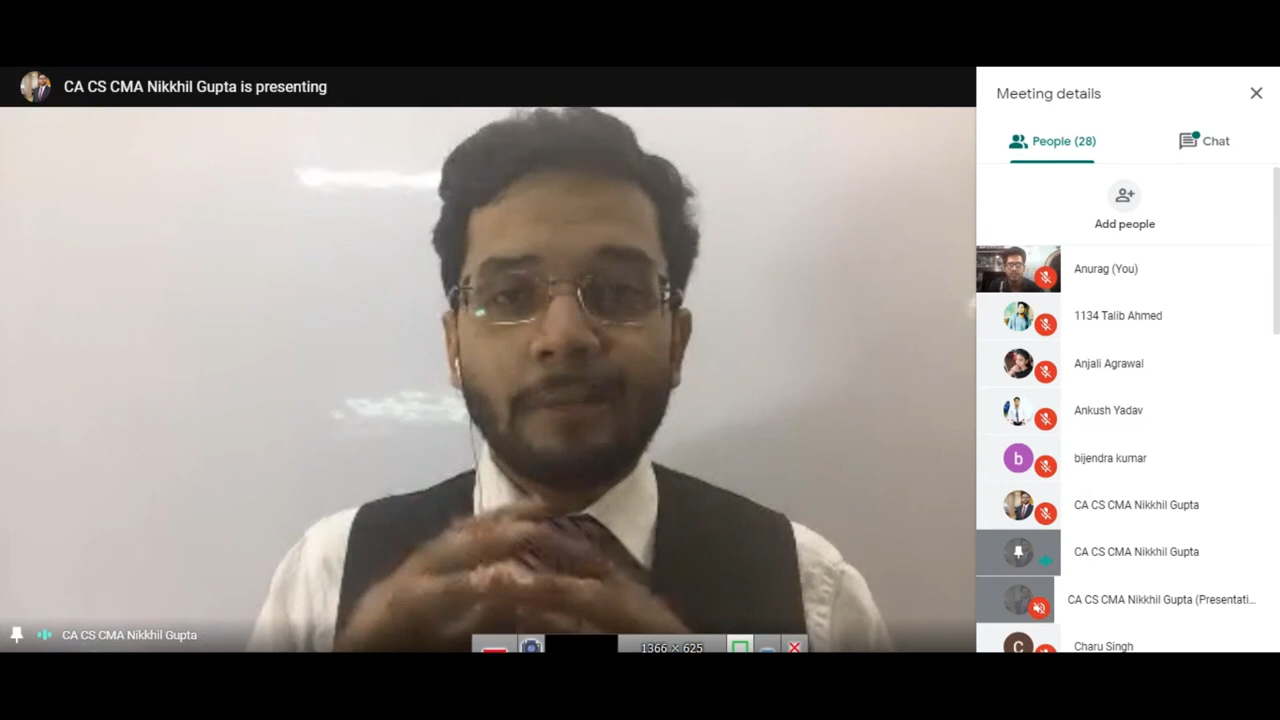 CA CS CMA Nikkhil Gupta is presenting
Meeting details
People (28)
Chat
Add people
Anurag (You)
1134 Talib Ahmed
Anjali Agrawal
Ankush Yadav
b
bijendra kumar
CA CS CMA Nikkhil Gupta
CA CS CMA Nikkhil Gupta
CA CS CMA Nikkhil Gupta (Presentati...
C
Charu Singh
CA CS CMA Nikkhil Gupta
1366 × 625